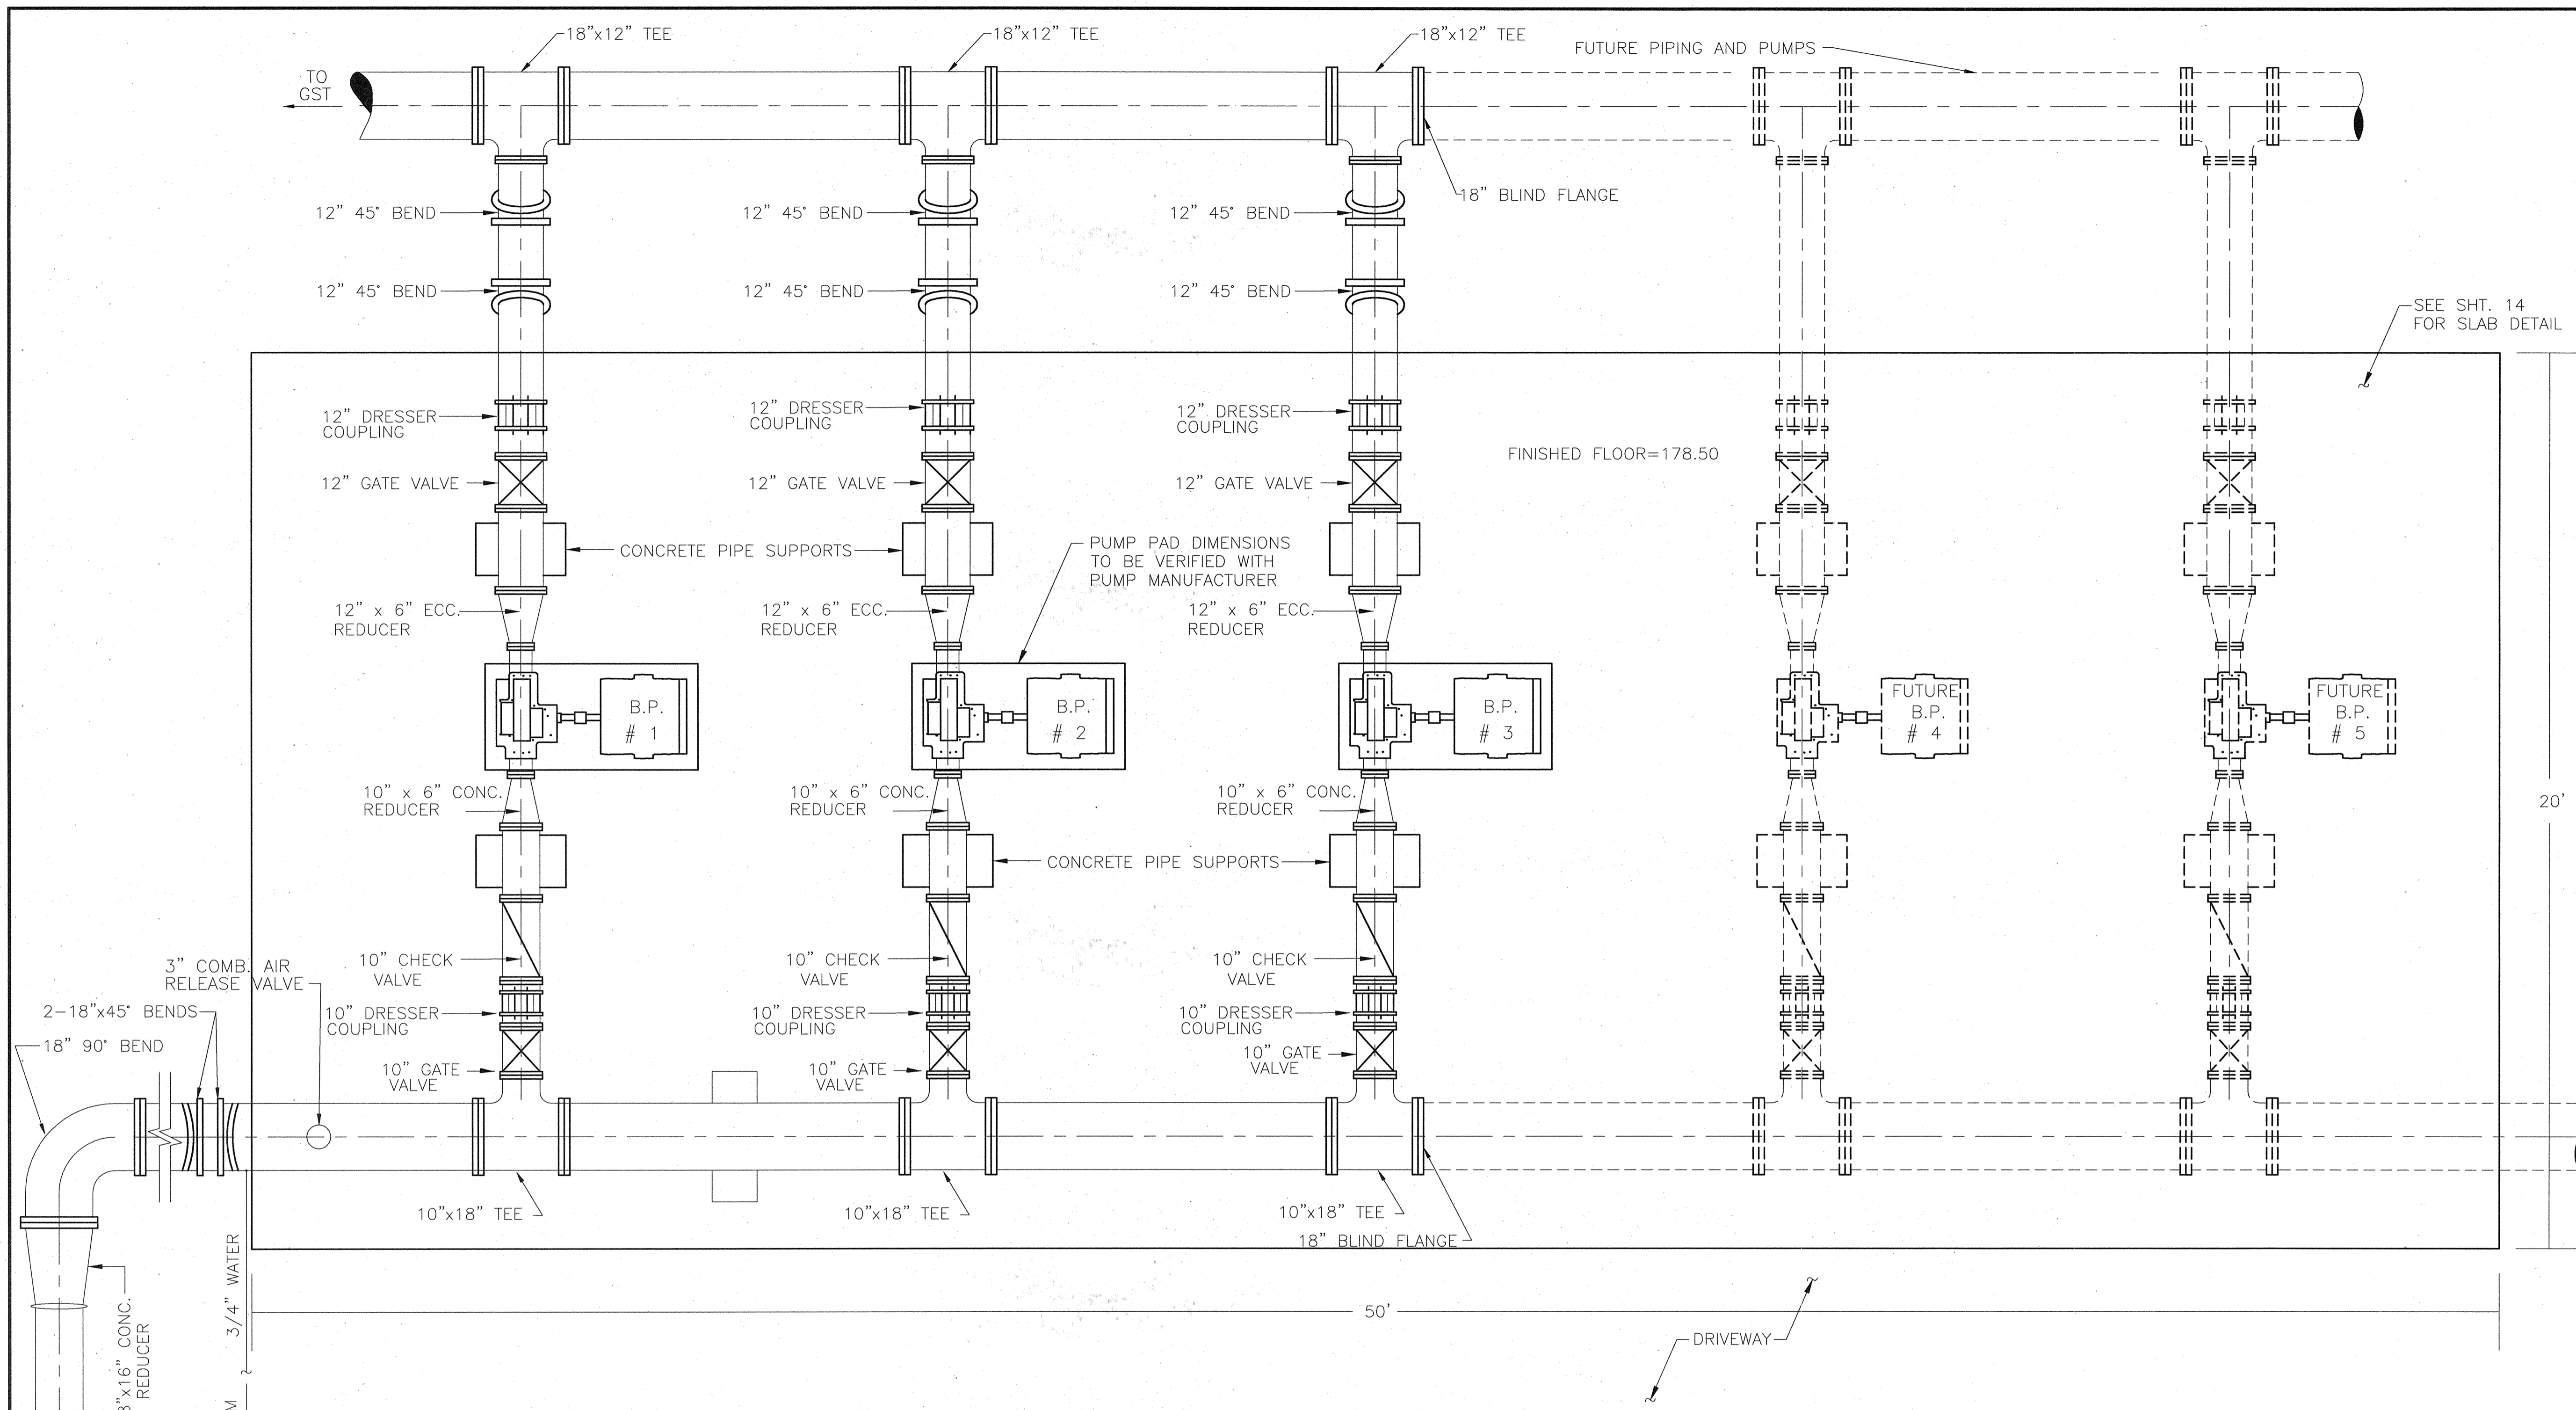 18"x12" TEE
18"x12" TEE
18"x12" TEE
FUTURE PIPING AND PUMPS
TO
GST
18" BLIND FLANGE
12" 45° BEND
12" 45° BEND
12" 45° BEND
12" 45° BEND
12" 45° BEND
12" 45° BEND
SEE SHT. 14
FOR SLAB DETAIL
12" DRESSER
COUPLING
12" DRESSER
COUPLING
12" DRESSER
COUPLING
FINISHED FLOOR=178.50
12" GATE VALVE
12" GATE VALVE
12" GATE VALVE
CONCRETE PIPE SUPPORTS
PUMP PAD DIMENSIONS
TO BE VERIFIED WITH
PUMP MANUFACTURER
12" x 6" ECC.
REDUCER
12" x 6" ECC.
REDUCER
12" x 6" ECC.
REDUCER
B.P.
# 1
B.P.
# 2
B.P.
# 3
FUTURE
B.P.
# 4
FUTURE
B.P.
# 5
10" x 6" CONC.
REDUCER
10" x 6" CONC.
REDUCER
10" x 6" CONC.
REDUCER
20'
CONCRETE PIPE SUPPORTS
10" CHECK
VALVE
10" CHECK
VALVE
10" CHECK
VALVE
3" COMB. AIR
RELEASE VALVE
2-18"x45° BENDS
18" 90° BEND
10" DRESSER
COUPLING
10" DRESSER
COUPLING
10" DRESSER
COUPLING
10" GATE
VALVE
10" GATE
VALVE
10" GATE
VALVE
10"x18" TEE
10"x18" TEE
10"x18" TEE
18" BLIND FLANGE
3/4" WATER
8"x16" CONC.
REDUCER
M
50'
DRIVEWAY